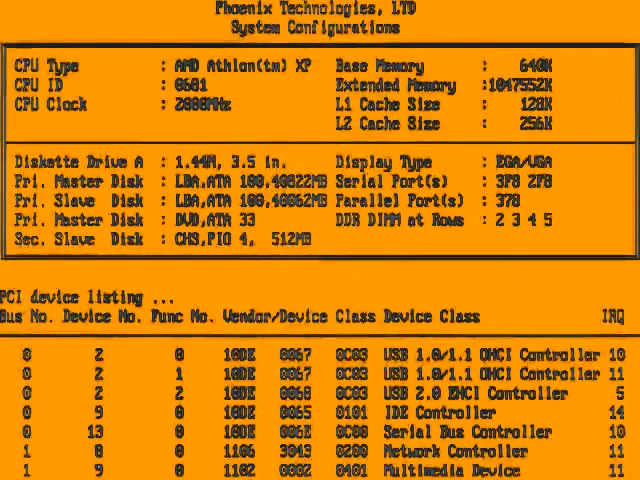 Phoenix Technologies, LTD
System Configurations
CPU Type : AMD Athlon(tm) XP Base Memory : 640K
CPU ID : 0681 Extended Memory :1047552K
CPU Clock : 2000MHz L1 Cache Size : 128K
L2 Cache Size : 256K
Diskette Drive A : 1.44M, 3.5 in. Display Type : EGA/VGA
Pri. Master Disk : LBA,ATA 100,40822MB Serial Port(s) : 3F8 2F8
Pri. Slave Disk : LBA,ATA 100,40062MB Parallel Port(s) : 378
Pri. Master Disk : DVD,ATA 33 DDR DIMM at Rows : 2 3 4 5
Sec. Slave Disk : CHS,PIO 4, 512MB
PCI device listing ...
Bus No. Device No. Func No. Vendor/Device Class Device Class IRQ
0 2 0 10DE 0067 0C03 USB 1.0/1.1 OHCI Controller 10
0 2 1 10DE 0067 0C03 USB 1.0/1.1 OHCI Controller 11
0 2 2 10DE 0068 0C03 USB 2.0 EHCI Controller 5
0 9 0 10DE 0065 0101 IDE Controller 14
0 13 0 10DE 006E 0C00 Serial Bus Controller 10
1 8 0 1106 3043 0200 Network Controller 11
1 9 0 1102 0002 0401 Multimedia Device 11